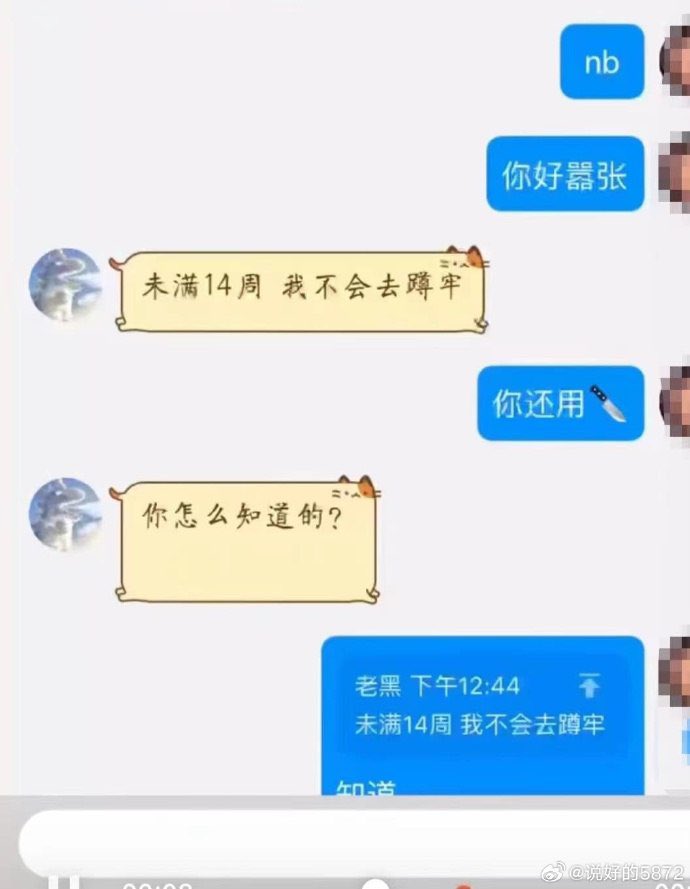 nb
你好嚣张
未满14周 我不会去蹲牢
你还用🔪
你怎么知道的?
老黑 下午12:44
未满14周 我不会去蹲牢
知道
@说好的5872